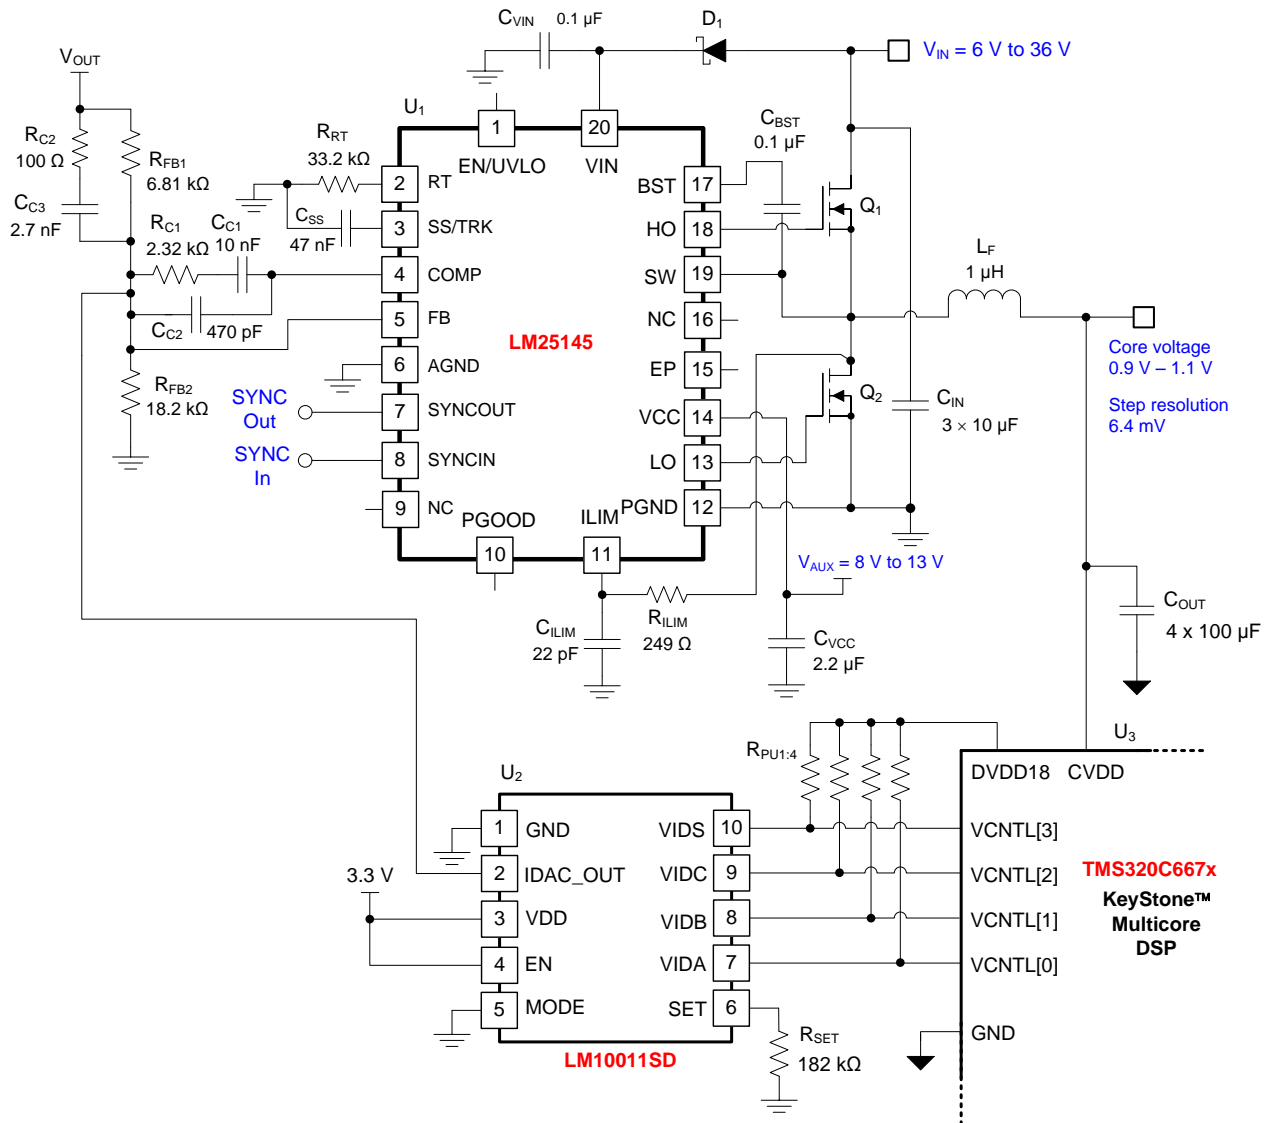 C_VIN 0.1 µF
D1
VIN = 6 V to 36 V
VOUT
U1
RC2
100 Ω
RFB1
6.81 kΩ
CC3
2.7 nF
RRT
33.2 kΩ
CSS
47 nF
RC1
2.32 kΩ
CC1
10 nF
CC2
470 pF
RFB2
18.2 kΩ
1
EN/UVLO
20
VIN
2 RT
3 SS/TRK
4 COMP
5 FB
6 AGND
7 SYNCOUT
8 SYNCIN
9 NC
SYNC
Out
SYNC
In
LM25145
PGOOD
10
ILIM
11
BST 17
HO 18
SW 19
NC 16
EP 15
VCC 14
LO 13
PGND 12
CBST
0.1 µF
Q1
Q2
LF
1 µH
CIN
3 × 10 µF
Core voltage
0.9 V – 1.1 V
Step resolution
6.4 mV
VAUX = 8 V to 13 V
CILIM
22 pF
RILIM
249 Ω
CVCC
2.2 µF
COUT
4 x 100 µF
U2
1 GND
2 IDAC_OUT
3 VDD
4 EN
5 MODE
3.3 V
VIDS 10
VIDC 9
VIDB 8
VIDA 7
SET 6
LM10011SD
RSET
182 kΩ
RPU1:4
U3
DVDD18 CVDD
VCNTL[3]
VCNTL[2]
VCNTL[1]
VCNTL[0]
GND
TMS320C667x
KeyStone™
Multicore
DSP